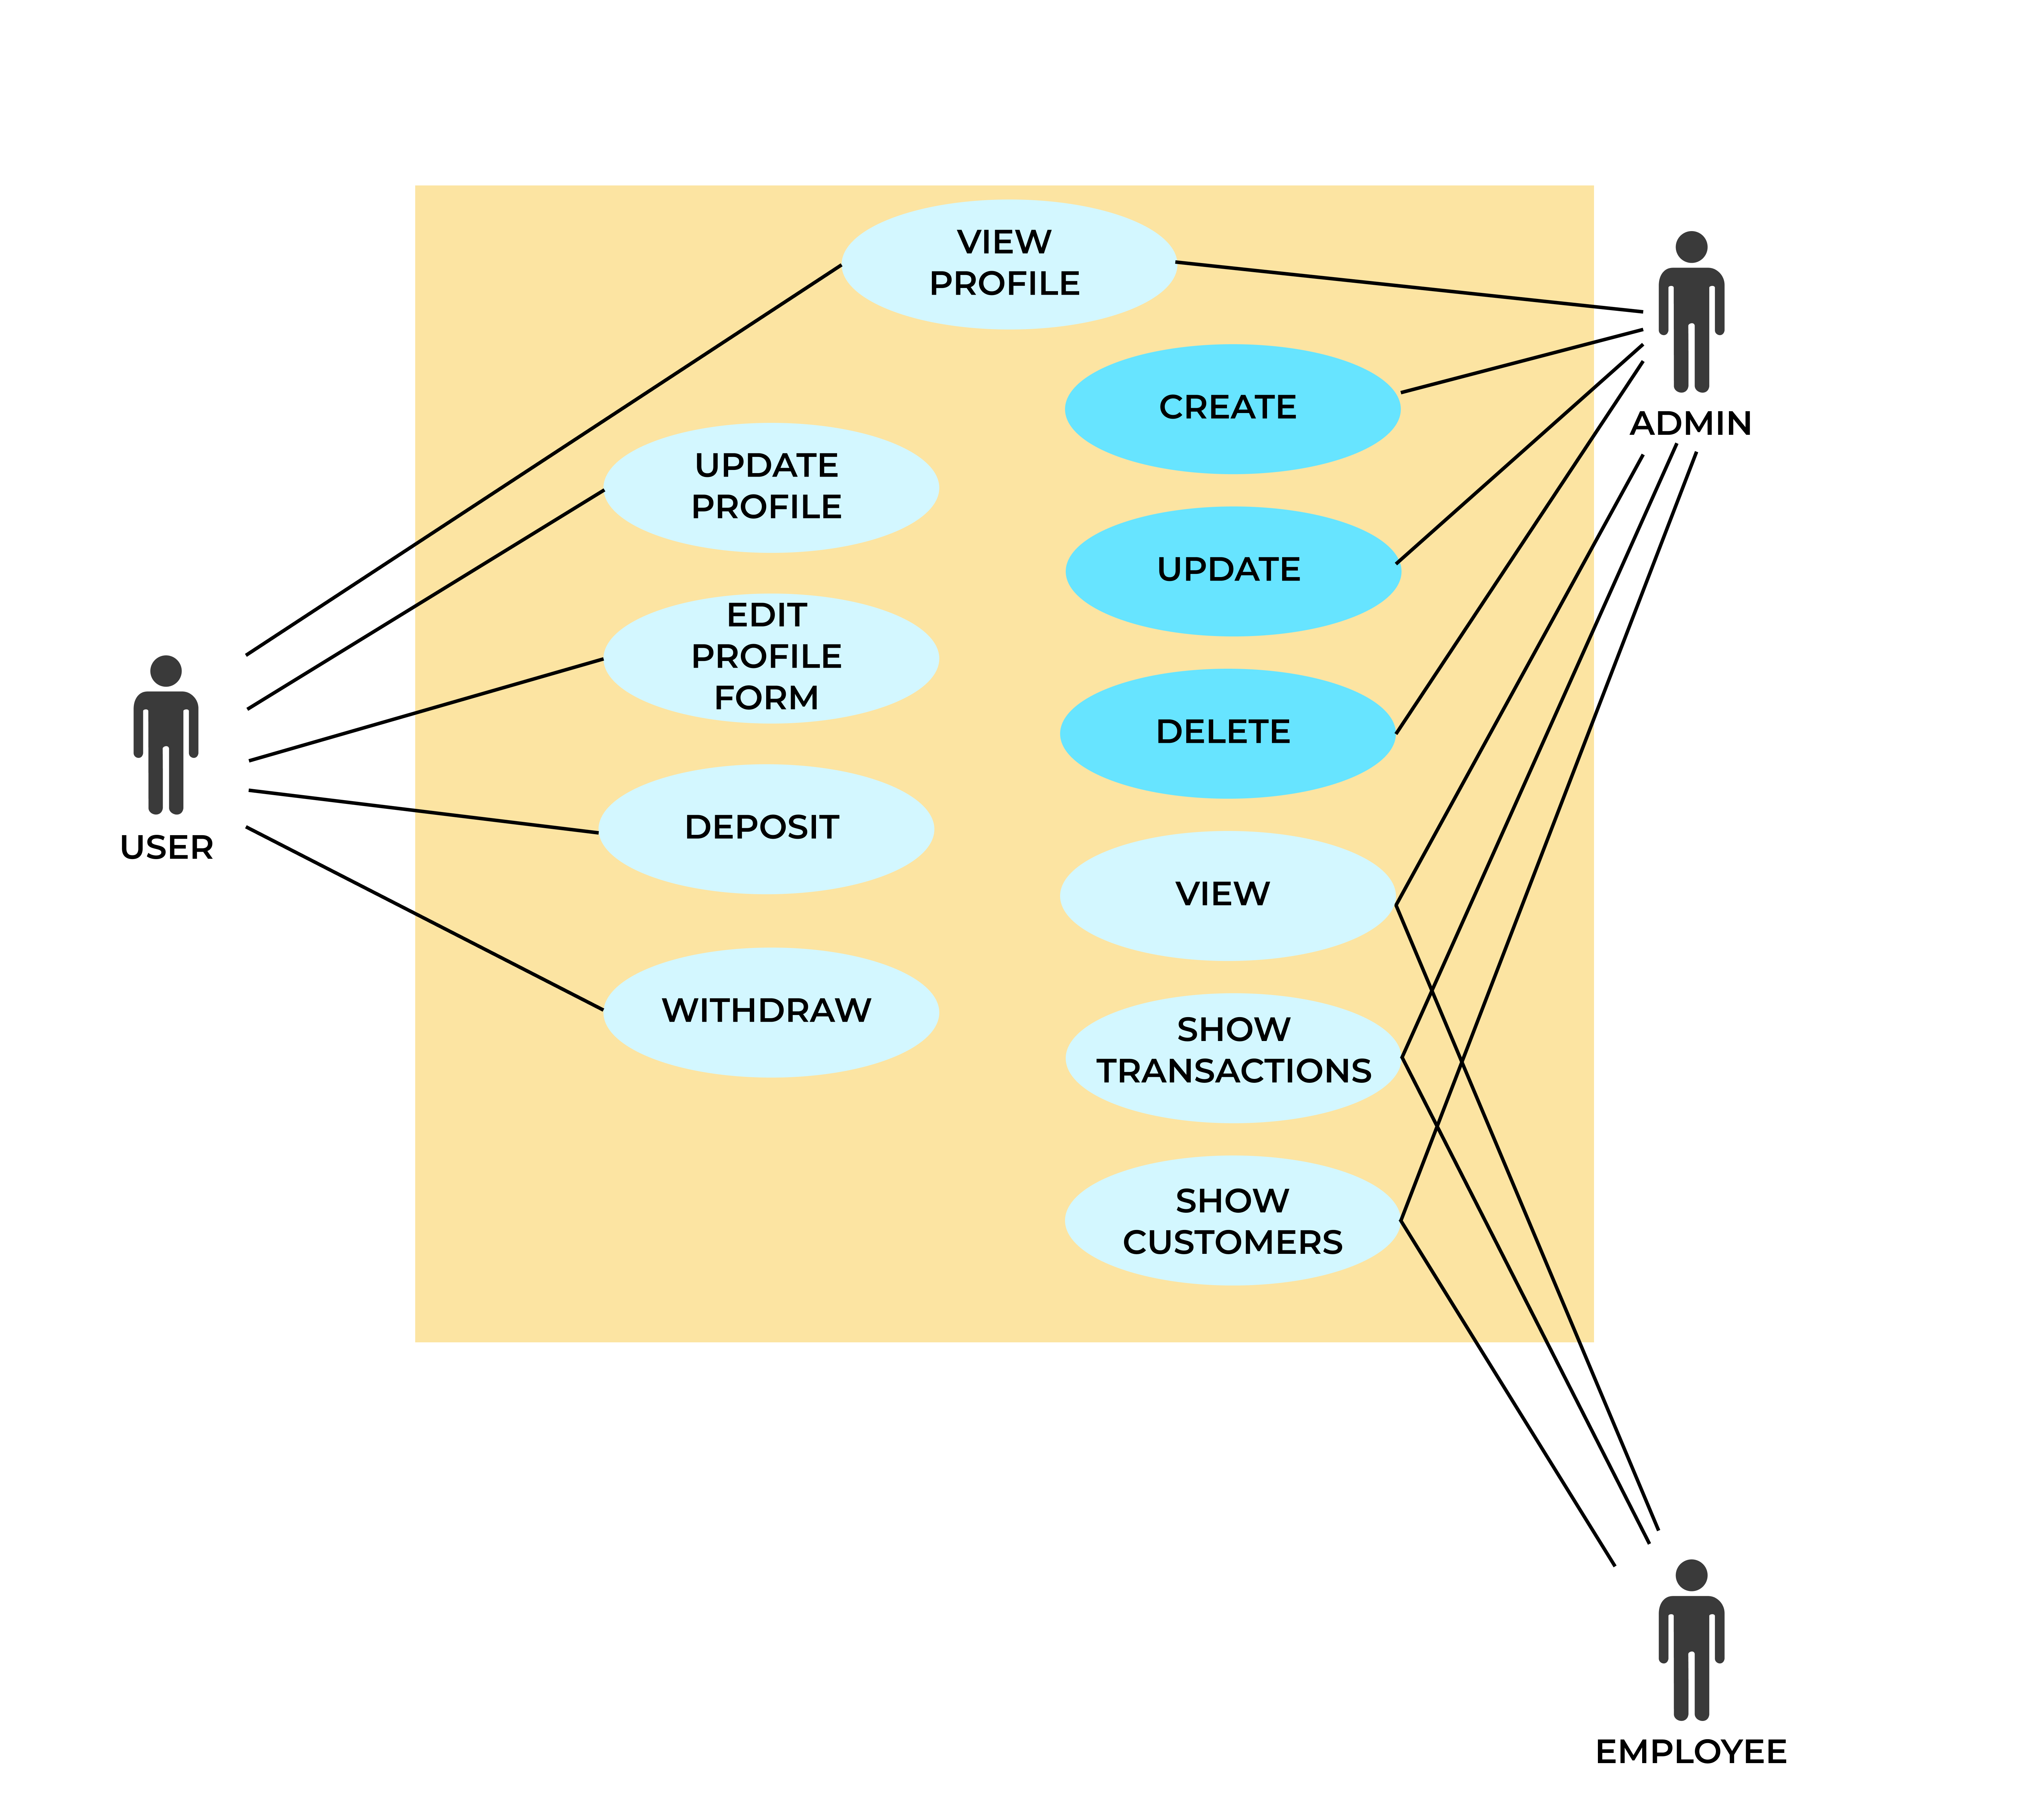 VIEW
PROFILE
CREATE
ADMIN
UPDATE
PROFILE
UPDATE
EDIT
PROFILE
FORM
DELETE
DEPOSIT
USER
VIEW
WITHDRAW
SHOW
TRANSACTIONS
SHOW
CUSTOMERS
EMPLOYEE